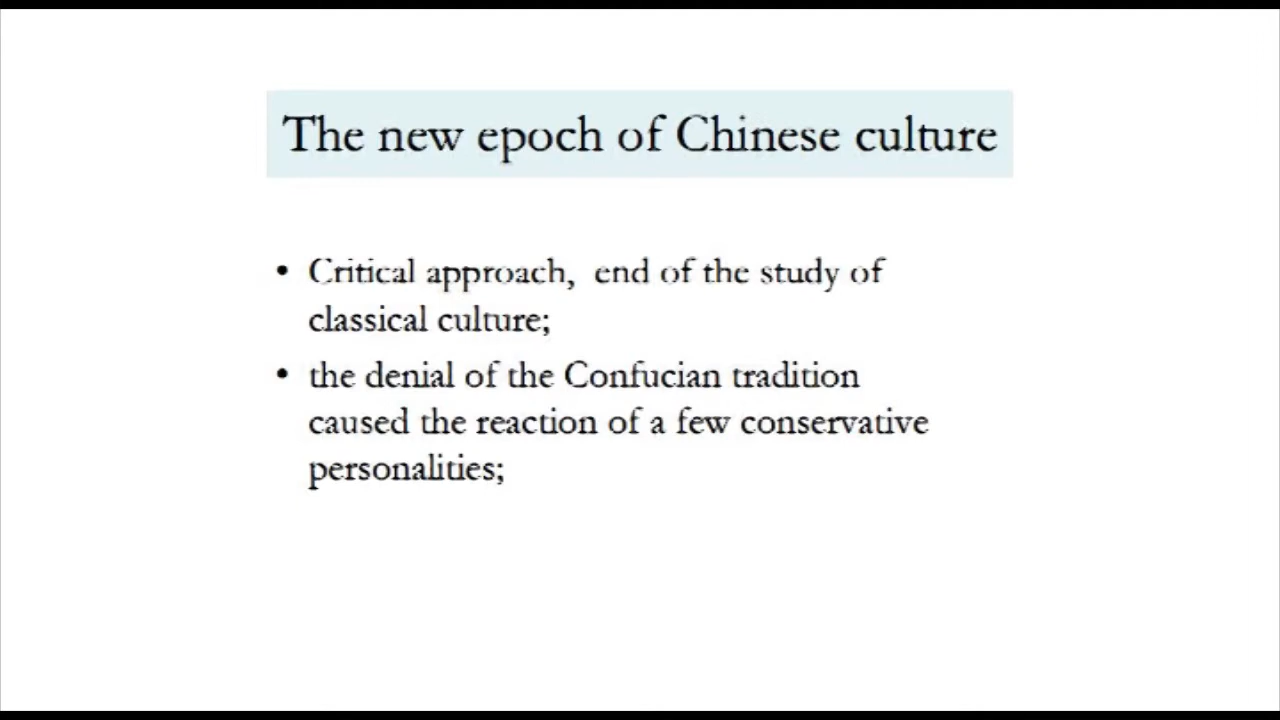 The new epoch of Chinese culture
• Critical approach,  end of the study of
classical culture;
• the denial of the Confucian tradition
caused the reaction of a few conservative
personalities;